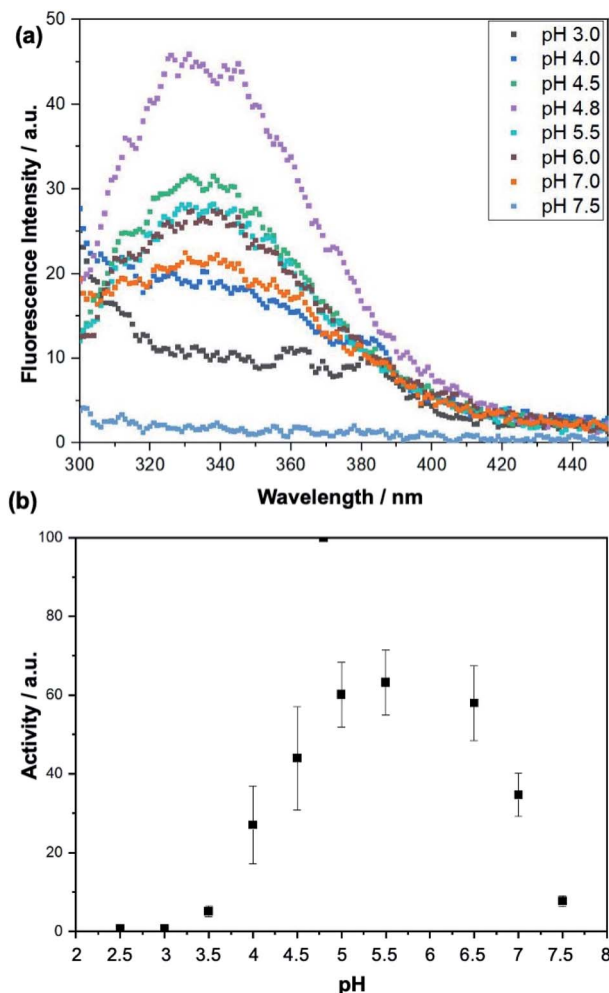 (a)
50
40
30
20
10
0
Fluorescence Intensity / a.u.
pH 3.0
pH 4.0
pH 4.5
pH 4.8
pH 5.5
pH 6.0
pH 7.0
pH 7.5
300 320 340 360 380 400 420 440
Wavelength / nm
(b)
100
80
60
40
20
0
Activity / a.u.
2 2.5 3 3.5 4 4.5 5 5.5 6 6.5 7 7.5 8
pH